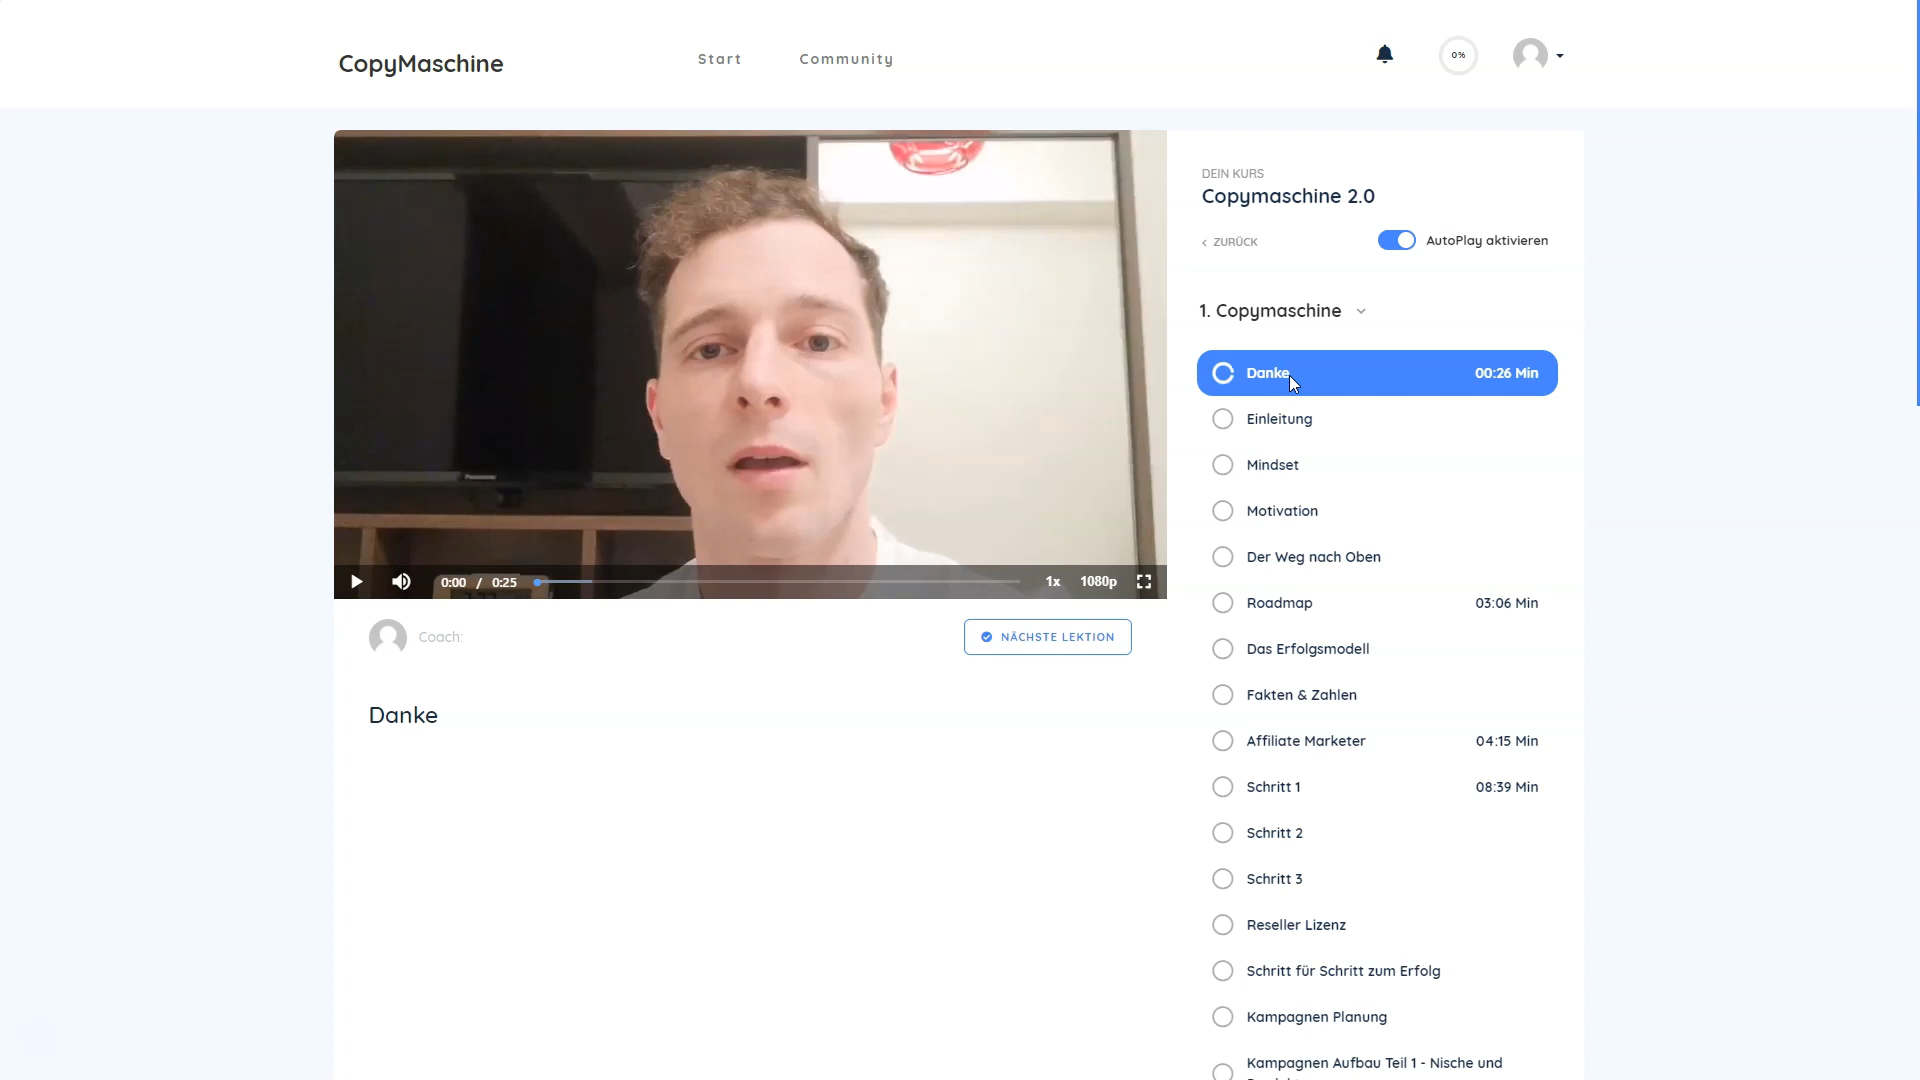 CopyMaschine
Start
Community
0%
DEIN KURS
Copymaschine 2.0
‹ ZURÜCK
AutoPlay aktivieren
1. Copymaschine
Danke 00:26 Min
Einleitung
Mindset
Motivation
Der Weg nach Oben
Roadmap 03:06 Min
Das Erfolgsmodell
Fakten & Zahlen
Affiliate Marketer 04:15 Min
Schritt 1 08:39 Min
Schritt 2
Schritt 3
Reseller Lizenz
Schritt für Schritt zum Erfolg
Kampagnen Planung
Kampagnen Aufbau Teil 1 - Nische und
0:00 / 0:25
1x
1080p
Coach:
NÄCHSTE LEKTION
Danke